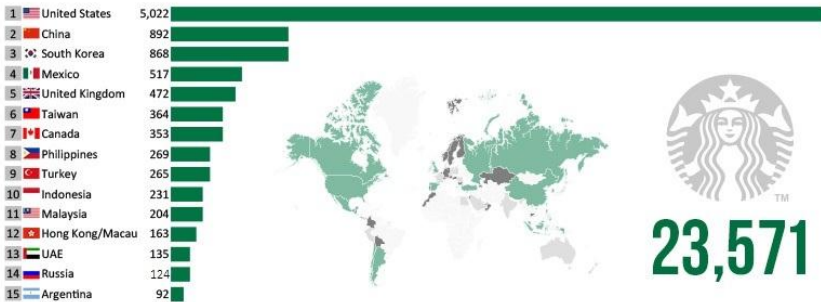 1 United States 5,022
2 China 892
3 South Korea 868
4 Mexico 517
5 United Kingdom 472
6 Taiwan 364
7 Canada 353
8 Philippines 269
9 Turkey 265
10 Indonesia 231
11 Malaysia 204
12 Hong Kong/Macau 163
13 UAE 135
14 Russia 124
15 Argentina 92
TM
23,571